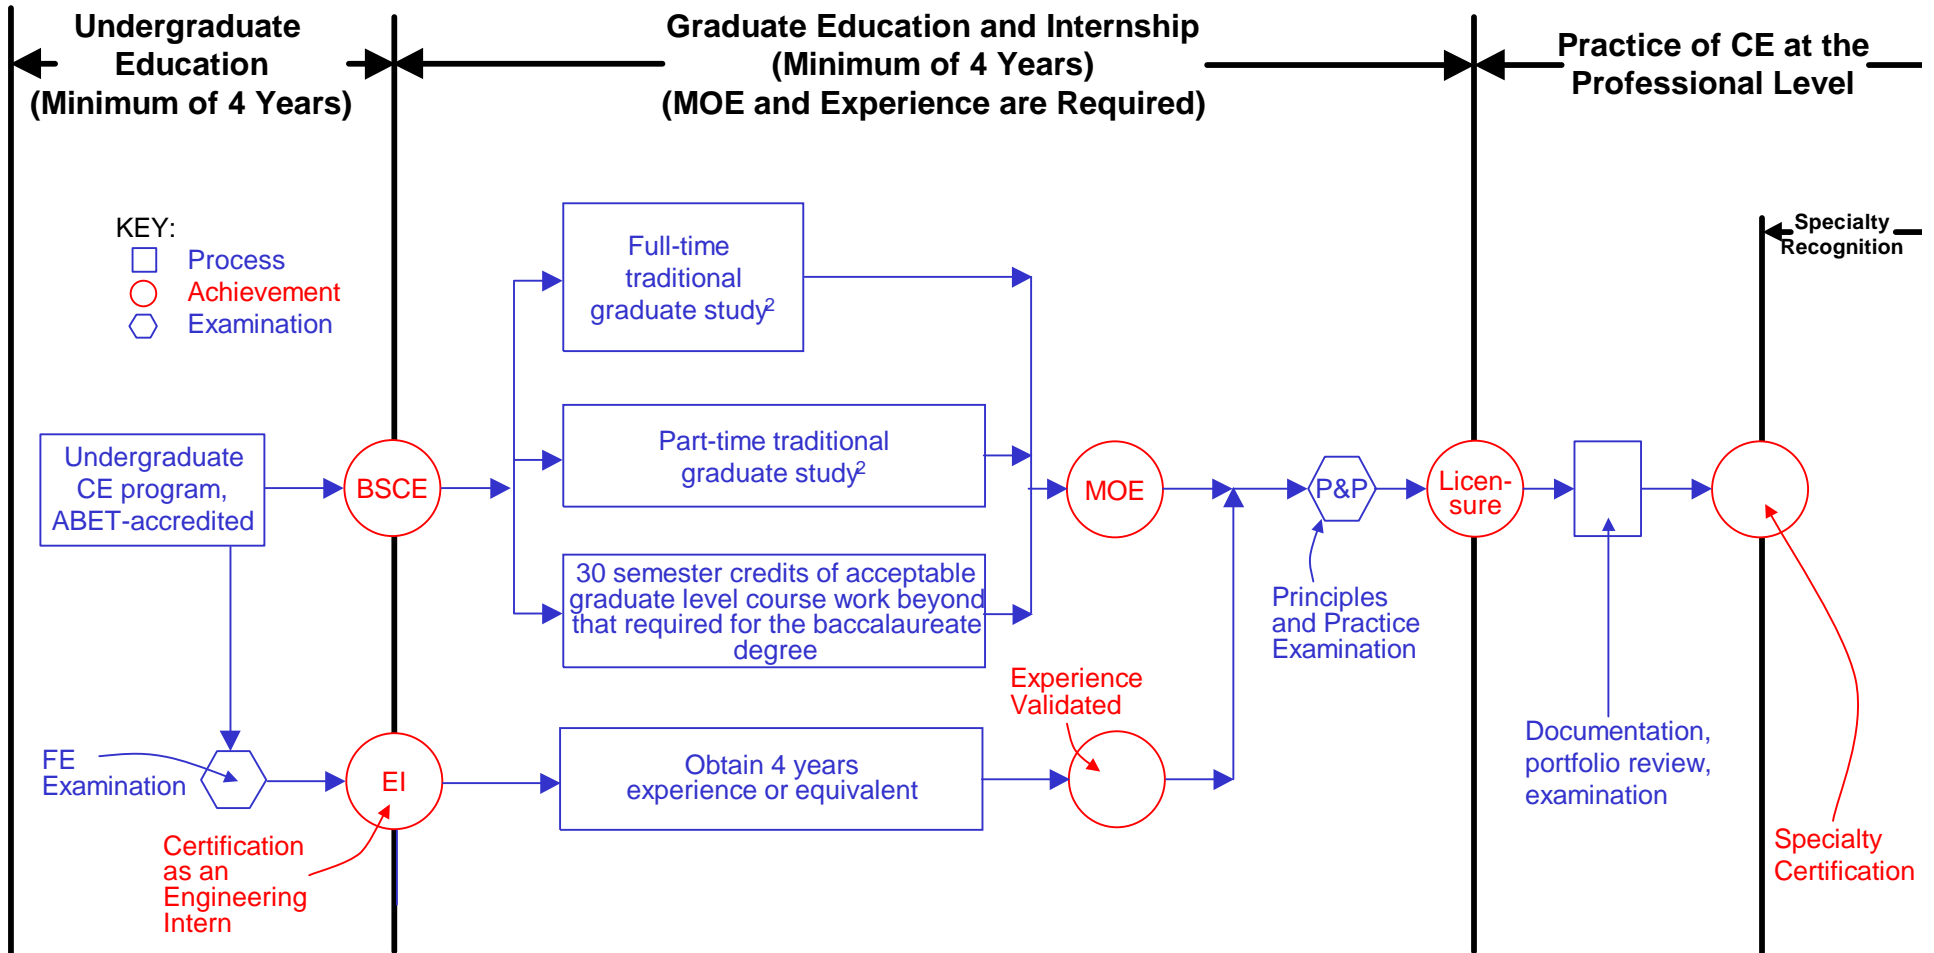 Undergraduate
Education
(Minimum of 4 Years)
Graduate Education and Internship
(Minimum of 4 Years)
(MOE and Experience are Required)
Practice of CE at the
Professional Level
Specialty
Recognition
KEY:
Process
Achievement
Examination
Full-time
traditional
graduate study²
Part-time traditional
graduate study²
30 semester credits of acceptable
graduate level course work beyond
that required for the baccalaureate
degree
Undergraduate
CE program,
ABET-accredited
BSCE
MOE
P&P
Licen-
sure
Principles
and Practice
Examination
Experience
Validated
FE
Examination
EI
Obtain 4 years
experience or equivalent
Certification
as an
Engineering
Intern
Documentation,
portfolio review,
examination
Specialty
Certification